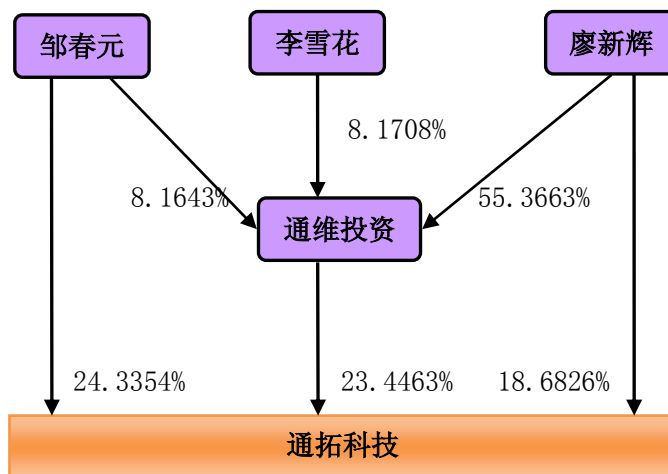 邹春元
李雪花
廖新辉
8.1708%
8.1643%
55.3663%
通维投资
24.3354%
23.4463%
18.6826%
通拓科技